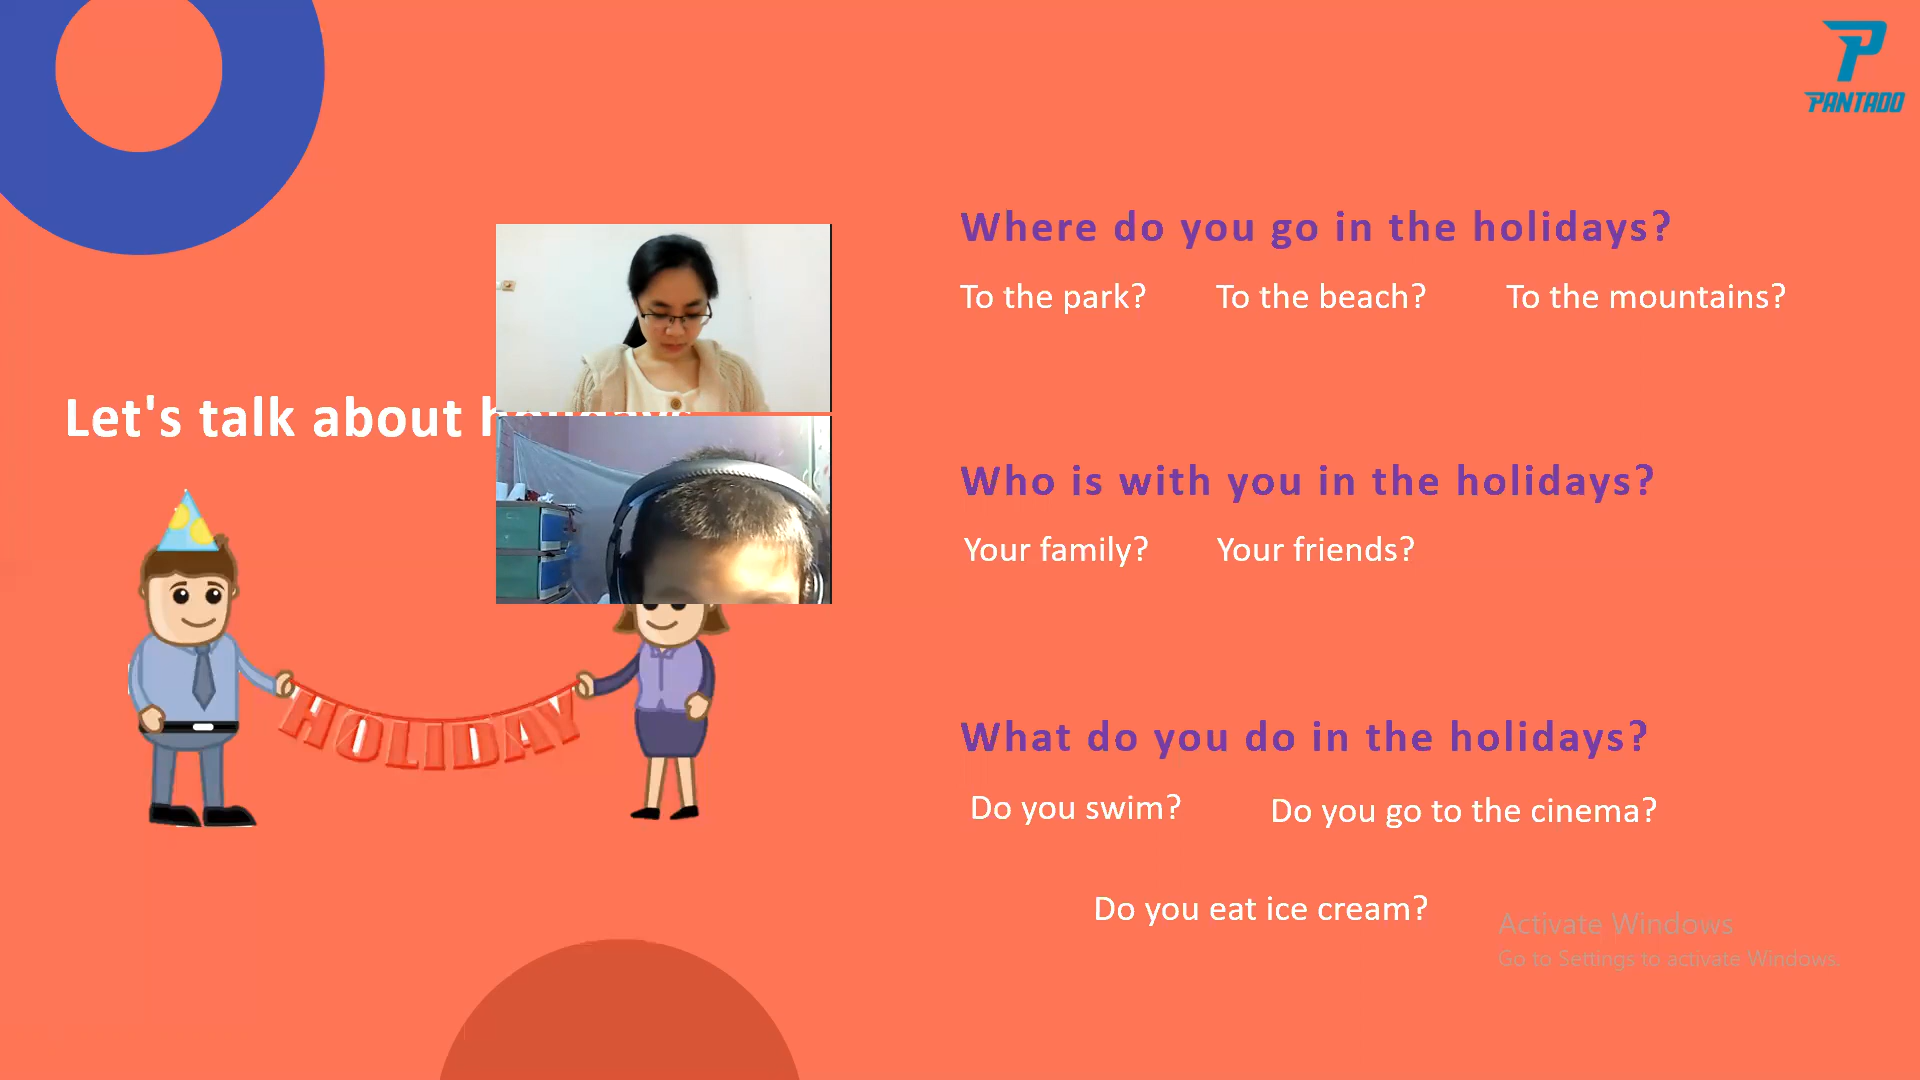 PANTADO
Let's talk about
HOLIDAY
Where do you go in the holidays?
To the park? To the beach? To the mountains?
Who is with you in the holidays?
Your family? Your friends?
What do you do in the holidays?
Do you swim? Do you go to the cinema?
Do you eat ice cream?
Activate Windows
Go to Settings to activate Windows.